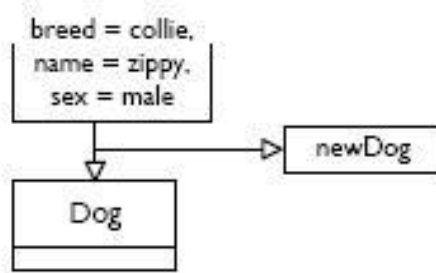 breed = collie,
name = zippy,
sex = male
newDog
Dog